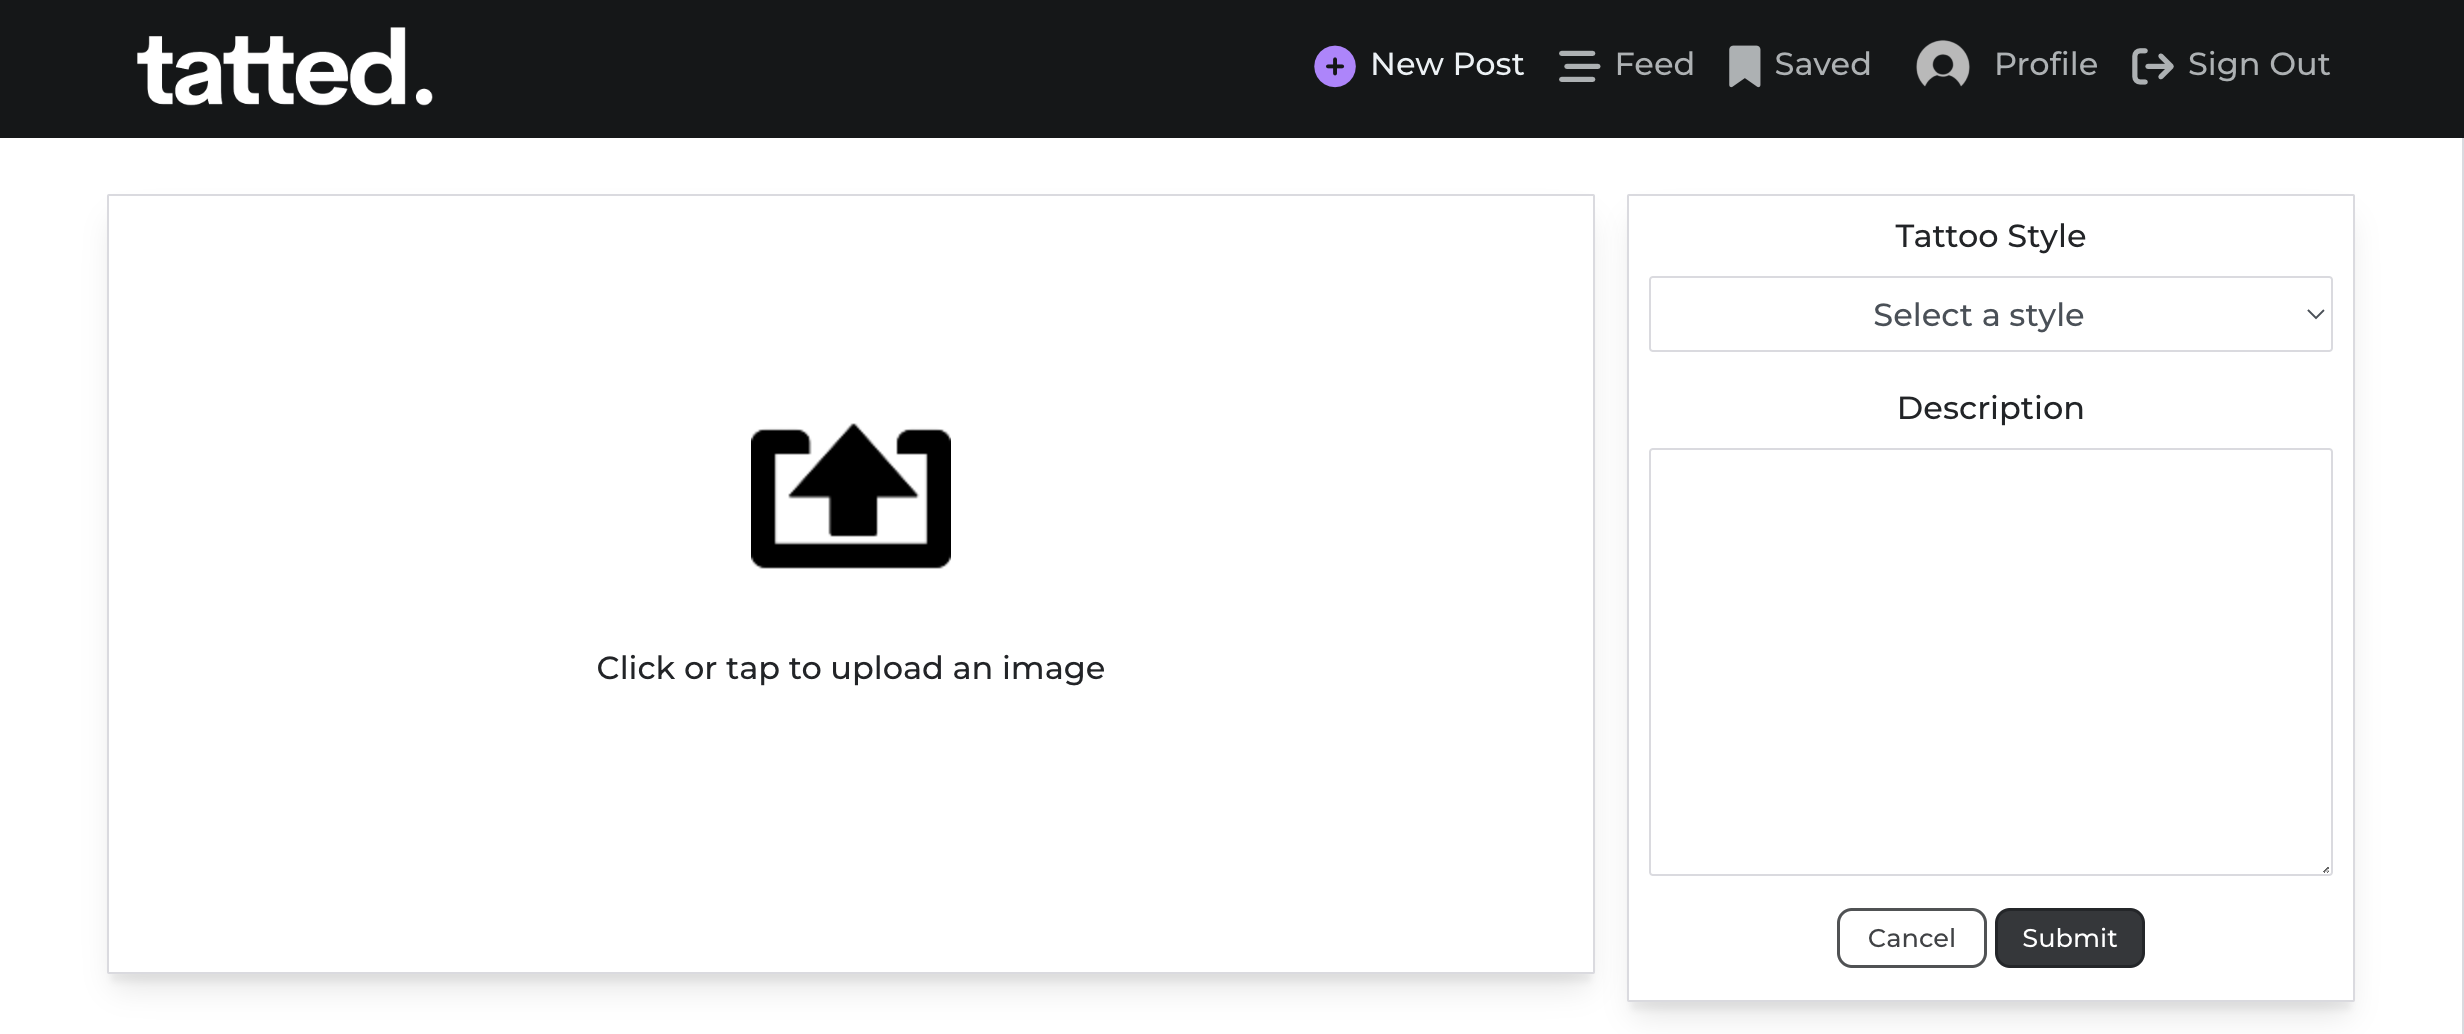 tatted.
New Post
Feed
Saved
Profile
Sign Out
Click or tap to upload an image
Tattoo Style
Select a style
Description
Cancel
Submit